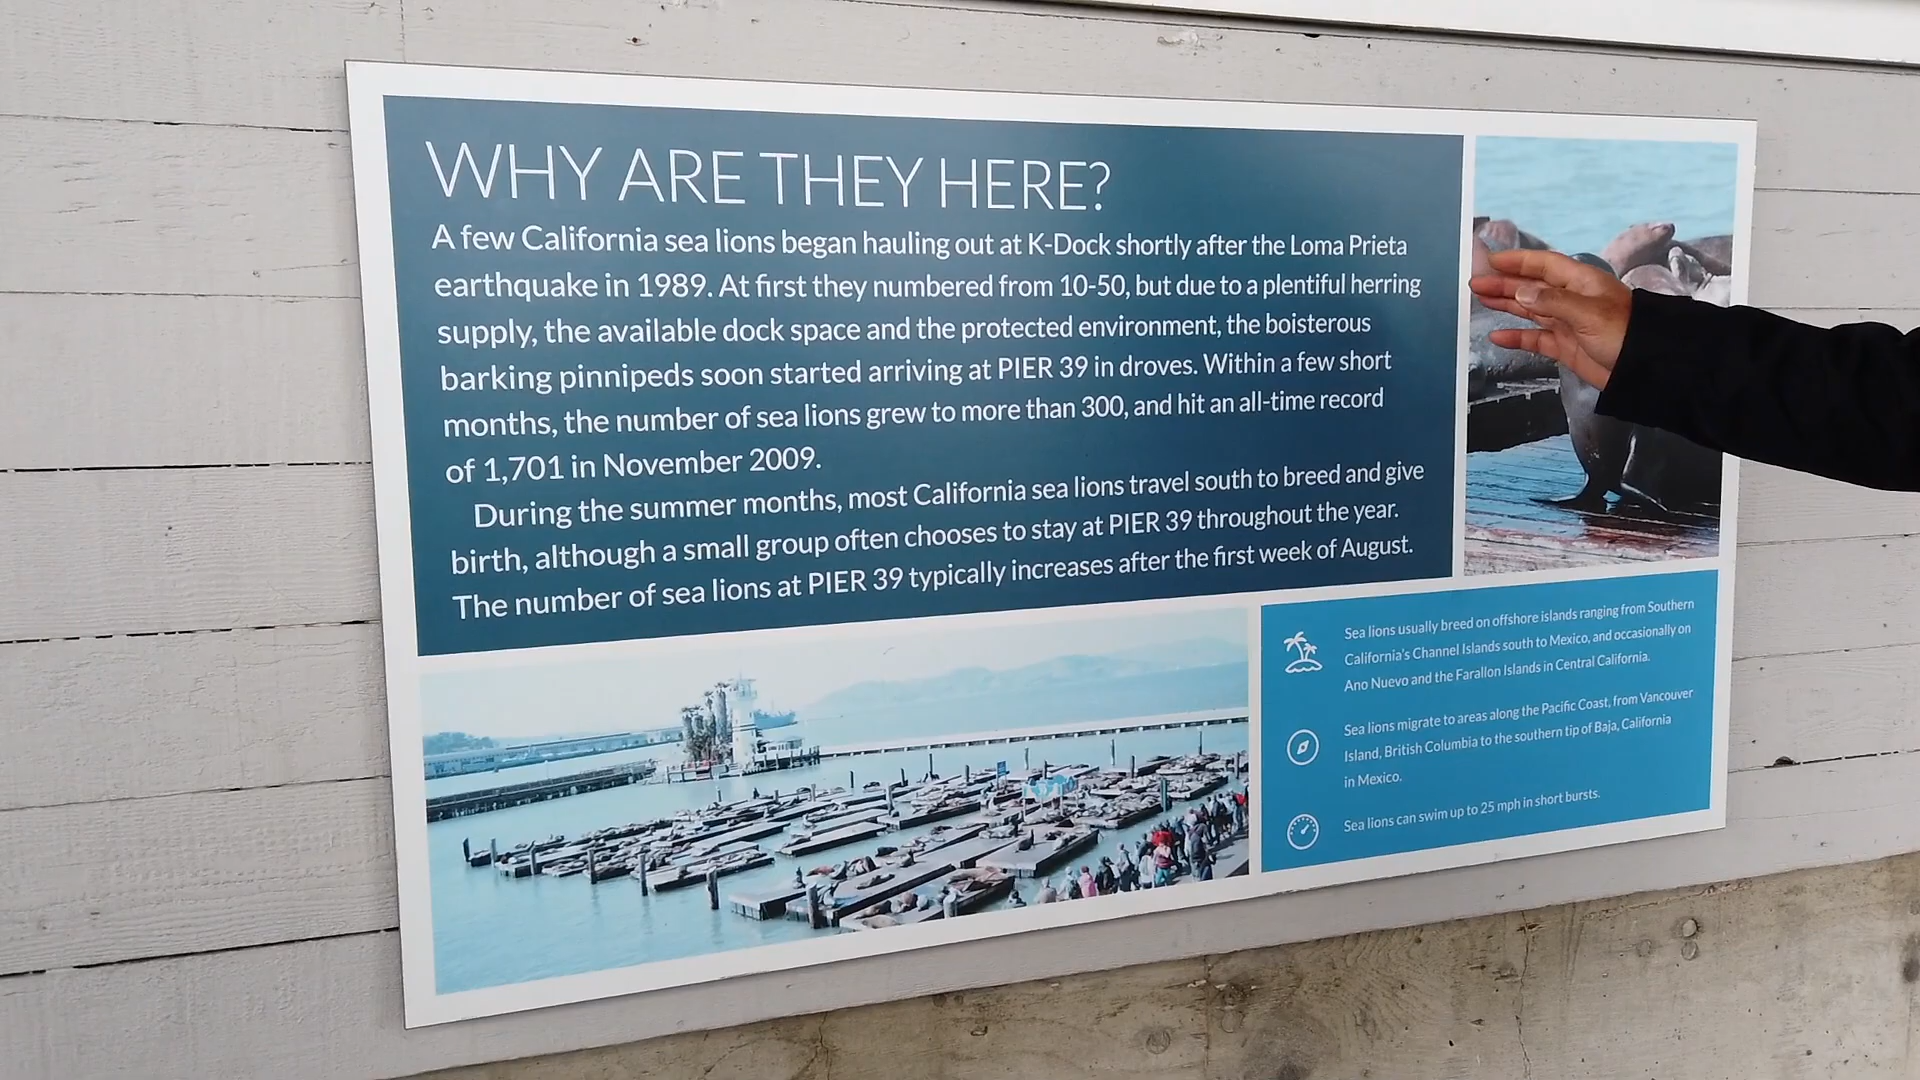 WHY ARE THEY HERE?
A few California sea lions began hauling out at K-Dock shortly after the Loma Prieta
earthquake in 1989. At first they numbered from 10-50, but due to a plentiful herring
supply, the available dock space and the protected environment, the boisterous
barking pinnipeds soon started arriving at PIER 39 in droves. Within a few short
months, the number of sea lions grew to more than 300, and hit an all-time record
of 1,701 in November 2009.
During the summer months, most California sea lions travel south to breed and give
birth, although a small group often chooses to stay at PIER 39 throughout the year.
The number of sea lions at PIER 39 typically increases after the first week of August.
Sea lions usually breed on offshore islands ranging from Southern
California's Channel Islands south to Mexico, and occasionally on
Ano Nuevo and the Farallon Islands in Central California.
Sea lions migrate to areas along the Pacific Coast, from Vancouver
Island, British Columbia to the southern tip of Baja, California
in Mexico.
Sea lions can swim up to 25 mph in short bursts.